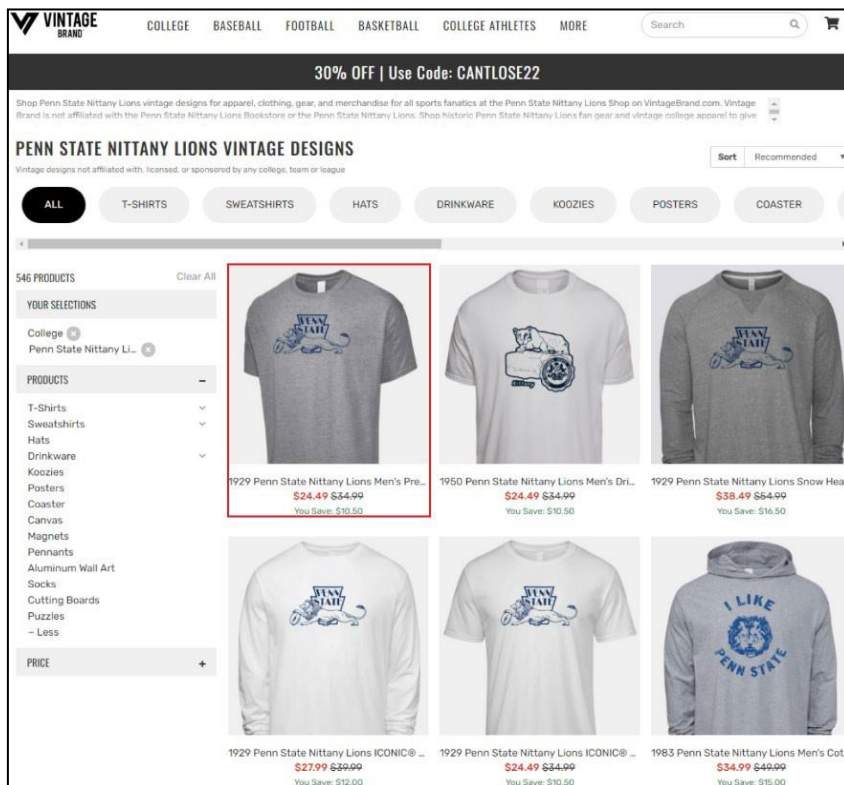 VINTAGE
BRAND
COLLEGE BASEBALL FOOTBALL BASKETBALL COLLEGE ATHLETES MORE
Search
30% OFF | Use Code: CANTLOSE22
Shop Penn State Nittany Lions vintage designs for apparel, clothing, gear, and merchandise for all sports fanatics at the Penn State Nittany Lions Shop on VintageBrand.com. Vintage
Brand is not affiliated with the Penn State Nittany Lions Bookstore or the Penn State Nittany Lions. Shop historic Penn State Nittany Lions fan gear and vintage college apparel to give
PENN STATE NITTANY LIONS VINTAGE DESIGNS
Vintage designs not affiliated with, licensed, or sponsored by any college, team or league
Sort Recommended
ALL T-SHIRTS SWEATSHIRTS HATS DRINKWARE KOOZIES POSTERS COASTER
546 PRODUCTS Clear All
YOUR SELECTIONS
College
Penn State Nittany Li...
PRODUCTS –
T-Shirts
Sweatshirts
Hats
Drinkware
Koozies
Posters
Coaster
Canvas
Magnets
Pennants
Aluminum Wall Art
Socks
Cutting Boards
Puzzles
– Less
PRICE +
PENN
STATE
Nittany
PENN
STATE
1929 Penn State Nittany Lions Men's Pre... 1950 Penn State Nittany Lions Men's Dri... 1929 Penn State Nittany Lions Snow Hea
$24.49 $34.99 $24.49 $34.99 $38.49 $54.99
You Save: $10.50 You Save: $10.50 You Save: $16.50
PENN
STATE
PENN
STATE
I LIKE
PENN STATE
1929 Penn State Nittany Lions ICONIC® ... 1929 Penn State Nittany Lions ICONIC® ... 1983 Penn State Nittany Lions Men's Cot
$27.99 $39.99 $24.49 $34.99 $34.99 $49.99
You Save: $12.00 You Save: $10.50 You Save: $15.00